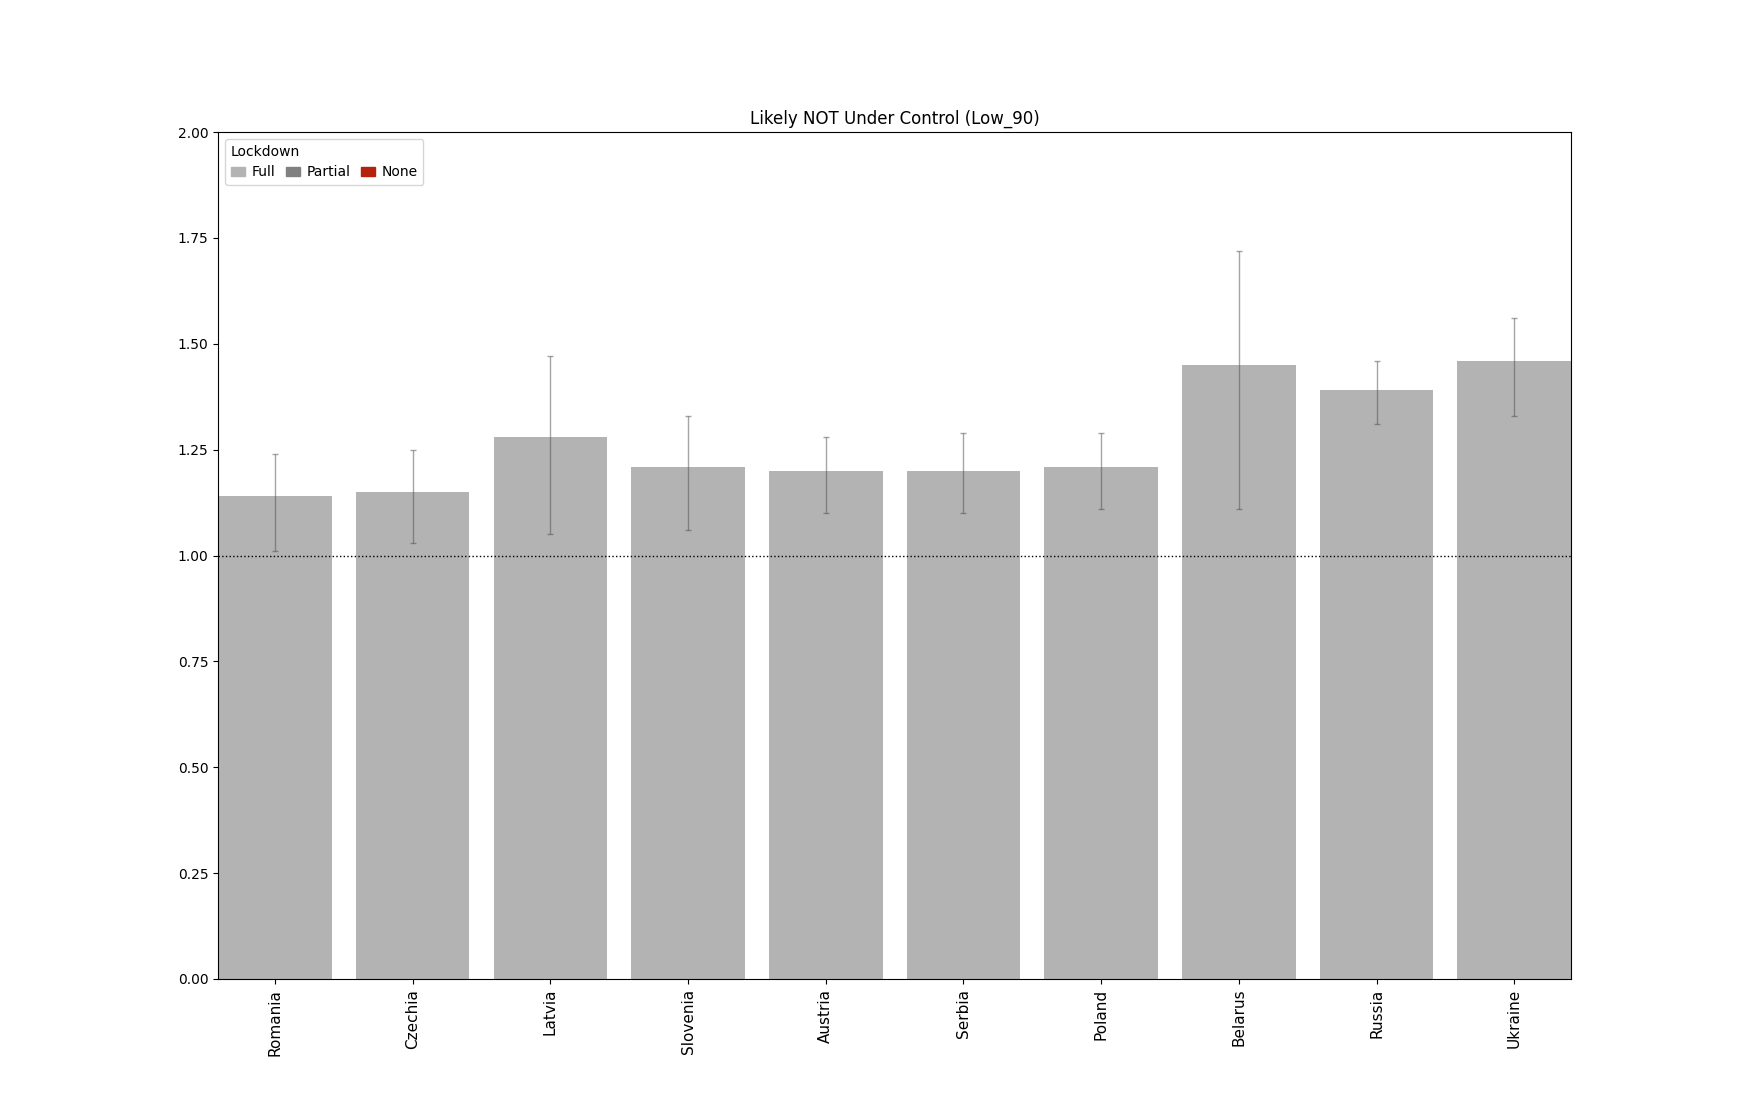 Likely NOT Under Control (Low_90)
Lockdown
Full Partial None
2.00
1.75
1.50
1.25
1.00
0.75
0.50
0.25
0.00
Romania
Czechia
Latvia
Slovenia
Austria
Serbia
Poland
Belarus
Russia
Ukraine